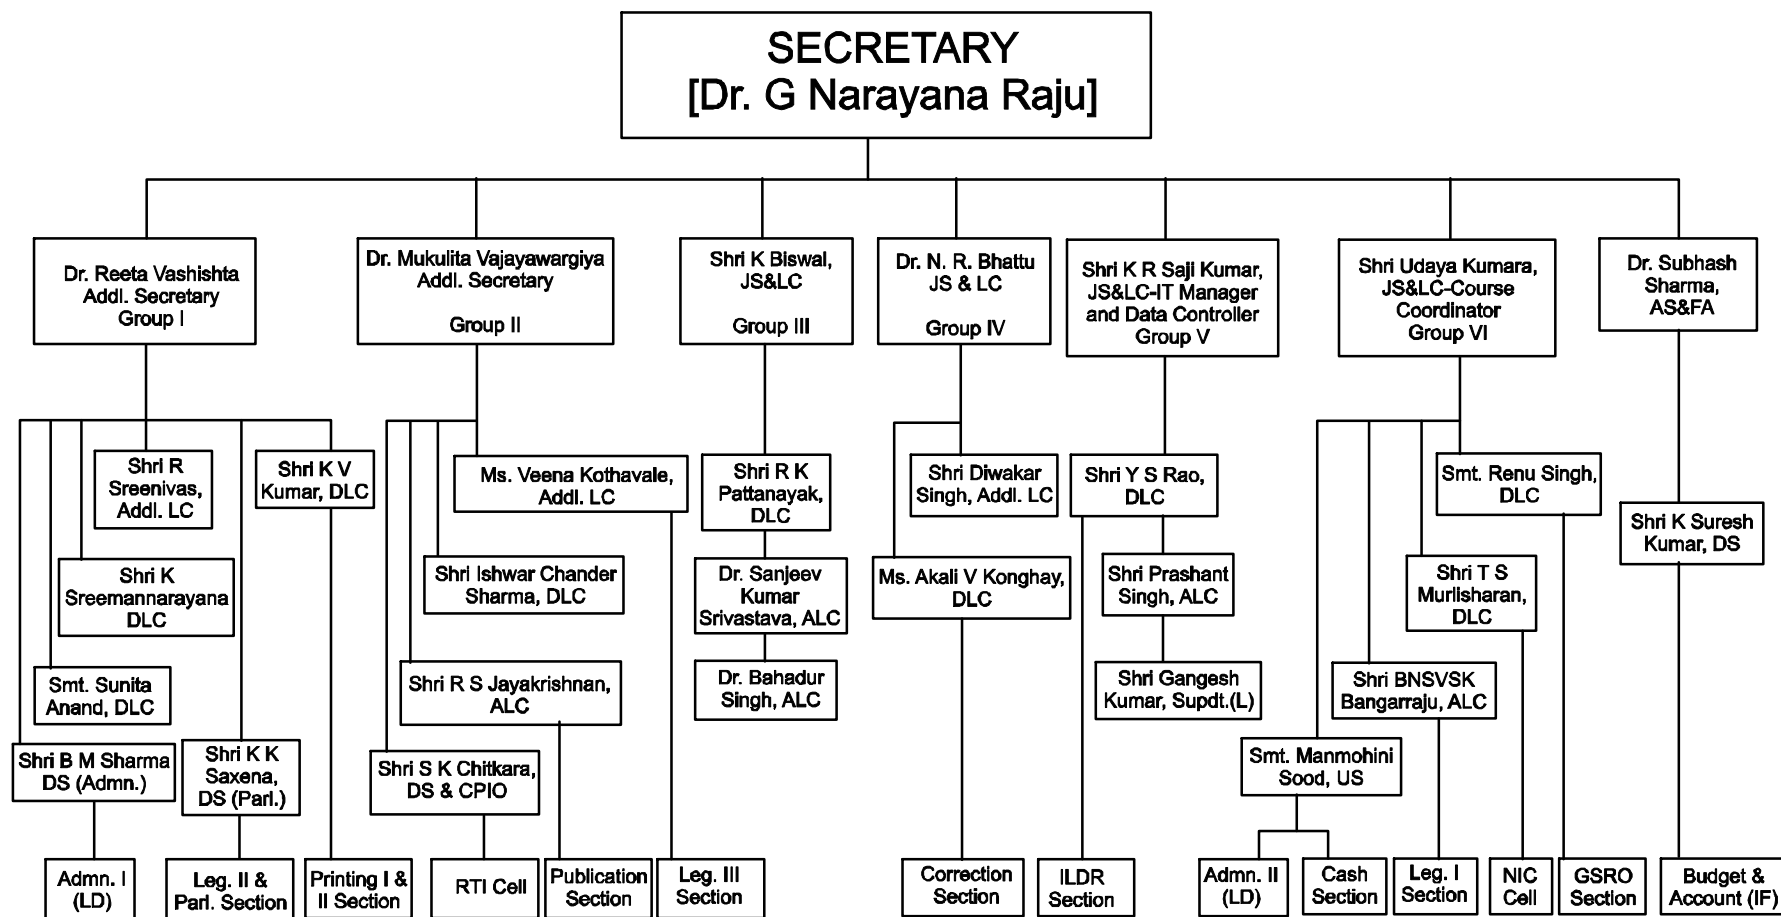 SECRETARY
[Dr. G Narayana Raju]
Dr. Reeta Vashishta
Addl. Secretary
Group I
Dr. Mukulita Vajayawargiya
Addl. Secretary
Group II
Shri K Biswal,
JS&LC
Group III
Dr. N. R. Bhattu
JS & LC
Group IV
Shri K R Saji Kumar,
JS&LC-IT Manager
and Data Controller
Group V
Shri Udaya Kumara,
JS&LC-Course
Coordinator
Group VI
Dr. Subhash
Sharma,
AS&FA
Shri R
Sreenivas,
Addl. LC
Shri K V
Kumar, DLC
Shri K
Sreemannarayana
DLC
Smt. Sunita
Anand, DLC
Shri B M Sharma
DS (Admn.)
Shri K K
Saxena,
DS (Parl.)
Ms. Veena Kothavale,
Addl. LC
Shri Ishwar Chander
Sharma, DLC
Shri R S Jayakrishnan,
ALC
Shri S K Chitkara,
DS & CPIO
Shri R K
Pattanayak,
DLC
Dr. Sanjeev
Kumar
Srivastava, ALC
Dr. Bahadur
Singh, ALC
Shri Diwakar
Singh, Addl. LC
Ms. Akali V Konghay,
DLC
Shri Y S Rao,
DLC
Shri Prashant
Singh, ALC
Shri Gangesh
Kumar, Supdt.(L)
Smt. Renu Singh,
DLC
Shri T S
Murlisharan,
DLC
Shri BNSVSK
Bangarraju, ALC
Smt. Manmohini
Sood, US
Shri K Suresh
Kumar, DS
Admn. I
(LD)
Leg. II &
Parl. Section
Printing I &
II Section
RTI Cell
Publication
Section
Leg. III
Section
Correction
Section
ILDR
Section
Admn. II
(LD)
Cash
Section
Leg. I
Section
NIC
Cell
GSRO
Section
Budget &
Account (IF)